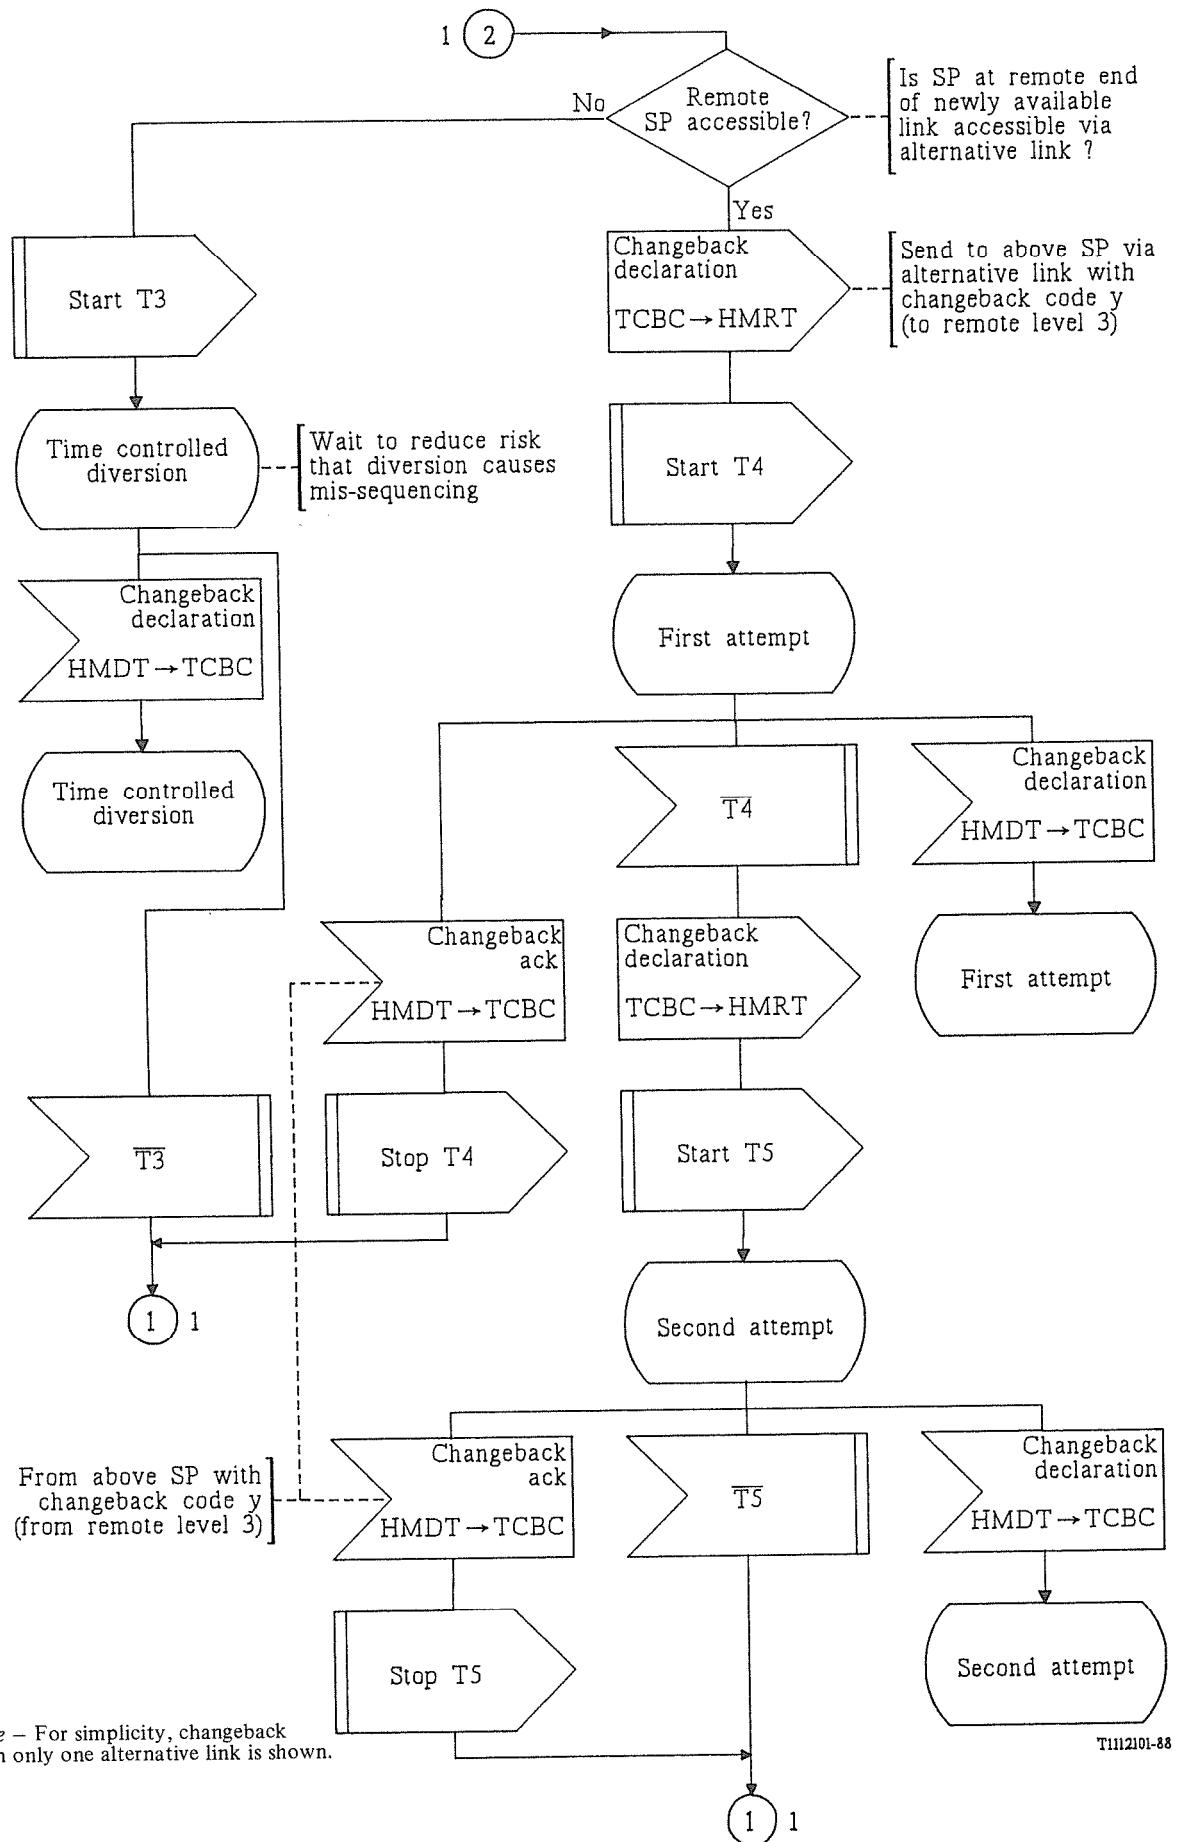 1 2
Remote
SP accessible?
No
Yes
Is SP at remote end
of newly available
link accessible via
alternative link ?
Start T3
Changeback
declaration
TCBC→HMRT
Send to above SP via
alternative link with
changeback code y
(to remote level 3)
Time controlled
diversion
Wait to reduce risk
that diversion causes
mis-sequencing
Start T4
Changeback
declaration
HMDT→TCBC
First attempt
Time controlled
diversion
T4
Changeback
declaration
HMDT→TCBC
Changeback
ack
HMDT→TCBC
Changeback
declaration
TCBC→HMRT
First attempt
T3
Stop T4
Start T5
1 1
Second attempt
From above SP with
changeback code y
(from remote level 3)
Changeback
ack
HMDT→TCBC
T5
Changeback
declaration
HMDT→TCBC
Stop T5
Second attempt
e – For simplicity, changeback
n only one alternative link is shown.
T1112101-88
1 1